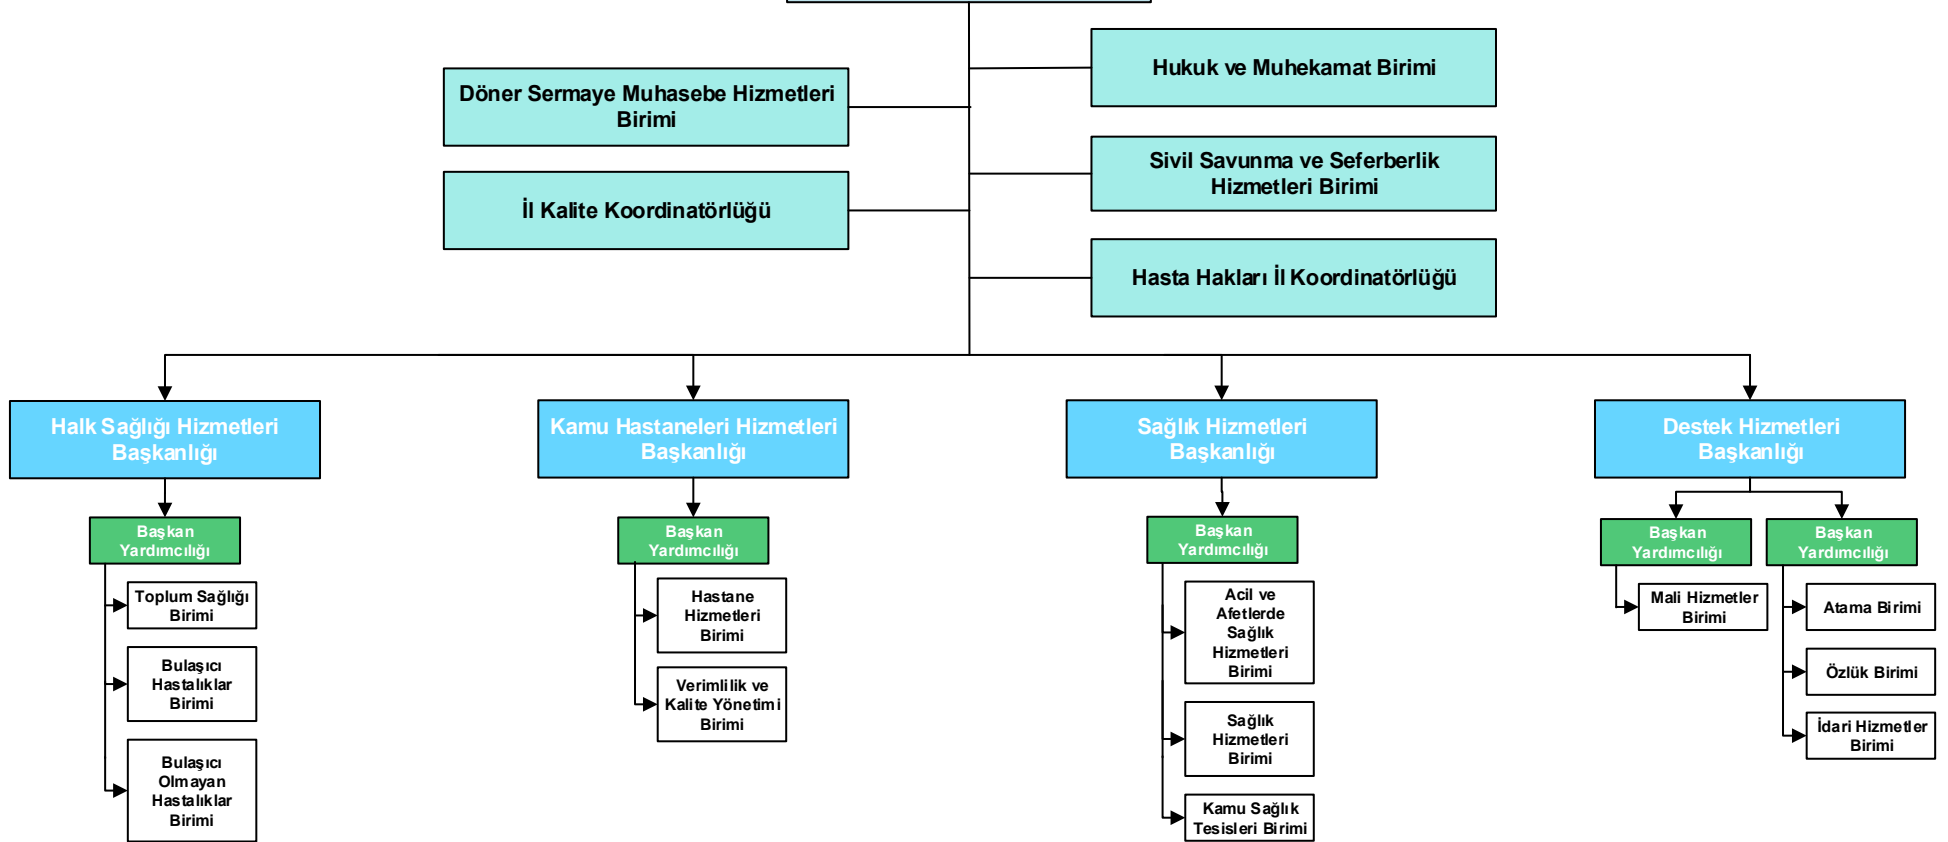 Hukuk ve Muhekamat Birimi
Döner Sermaye Muhasebe Hizmetleri
Birimi
Sivil Savunma ve Seferberlik
Hizmetleri Birimi
İl Kalite Koordinatörlüğü
Hasta Hakları İl Koordinatörlüğü
Halk Sağlığı Hizmetleri
Başkanlığı
Kamu Hastaneleri Hizmetleri
Başkanlığı
Sağlık Hizmetleri
Başkanlığı
Destek Hizmetleri
Başkanlığı
Başkan
Yardımcılığı
Toplum Sağlığı
Birimi
Bulaşıcı
Hastalıklar
Birimi
Bulaşıcı
Olmayan
Hastalıklar
Birimi
Başkan
Yardımcılığı
Hastane
Hizmetleri
Birimi
Verimlilik ve
Kalite Yönetimi
Birimi
Başkan
Yardımcılığı
Acil ve
Afetlerde
Sağlık
Hizmetleri
Birimi
Sağlık
Hizmetleri
Birimi
Kamu Sağlık
Tesisleri Birimi
Başkan
Yardımcılığı
Mali Hizmetler
Birimi
Başkan
Yardımcılığı
Atama Birimi
Özlük Birimi
İdari Hizmetler
Birimi